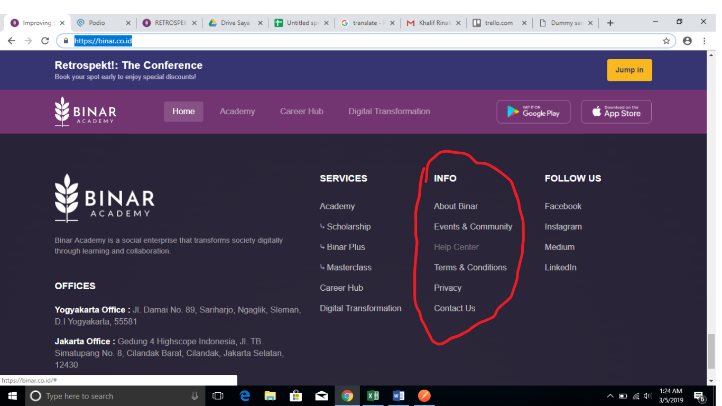 Improving
Podio
RETROSPEK
Drive Saya
Untitled sp
translate -
Khalif Rinal
trello.com
Dummy sa
https://binar.co.id
Retrospekt!: The Conference
Book your spot early to enjoy special discounts!
Jump in
BINAR
ACADEMY
Home
Academy
Career Hub
Digital Transformation
GET IT ON
Google Play
Download on the
App Store
BINAR
ACADEMY
Binar Academy is a social enterprise that transforms society digitally
through learning and collaboration.
OFFICES
Yogyakarta Office : Jl. Damai No. 89, Sariharjo, Ngaglik, Sleman,
D.I Yogyakarta, 55581
Jakarta Office : Gedung 4 Highscope Indonesia, Jl. TB
Simatupang No. 8, Cilandak Barat, Cilandak, Jakarta Selatan,
12430
SERVICES
Academy
Scholarship
Binar Plus
Masterclass
Career Hub
Digital Transformation
INFO
About Binar
Events & Community
Help Center
Terms & Conditions
Privacy
Contact Us
FOLLOW US
Facebook
Instagram
Medium
LinkedIn
https://binar.co.id/#
Type here to search
1:24 AM
3/5/2019